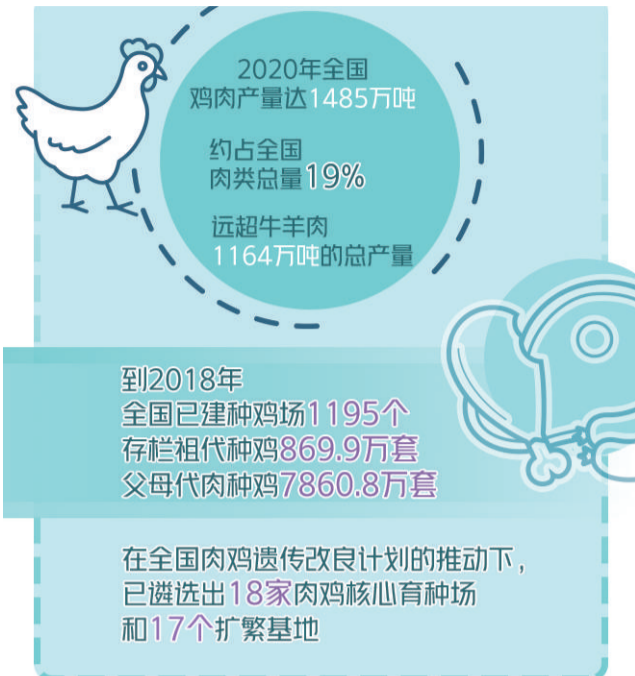 2020年全国
鸡肉产量达1485万吨
约占全国
肉类总量19%
远超牛羊肉
1164万吨的总产量
到2018年
全国已建种鸡场1195个
存栏祖代种鸡869.9万套
父母代肉种鸡7860.8万套
在全国肉鸡遗传改良计划的推动下，
已遴选出18家肉鸡核心育种场
和17个扩繁基地